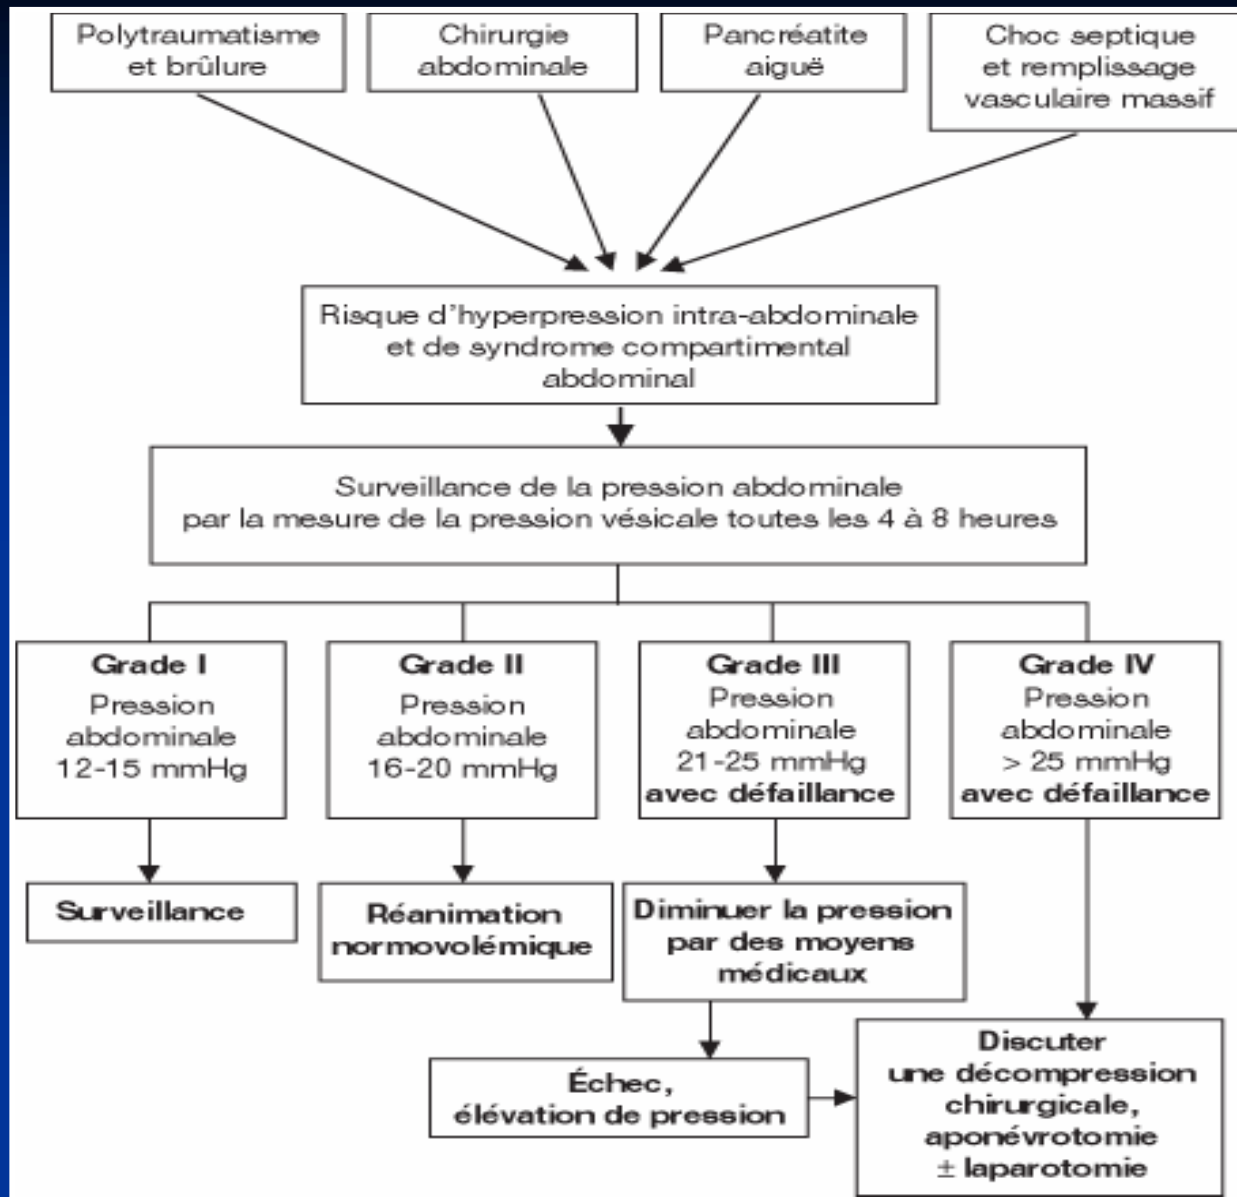 Polytraumatisme
et brûlure
Chirurgie
abdominale
Pancréatite
aiguë
Choc septique
et remplissage
vasculaire massif
Risque d'hyperpression intra-abdominale
et de syndrome compartimental
abdominal
Surveillance de la pression abdominale
par la mesure de la pression vésicale toutes les 4 à 8 heures
Grade I
Pression
abdominale
12-15 mmHg
Grade II
Pression
abdominale
16-20 mmHg
Grade III
Pression
abdominale
21-25 mmHg
avec défaillance
Grade IV
Pression
abdominale
> 25 mmHg
avec défaillance
Surveillance
Réanimation
normovolémique
Diminuer la pression
par des moyens
médicaux
Échec,
élévation de pression
Discuter
une décompression
chirurgicale,
aponévrotomie
± laparotomie